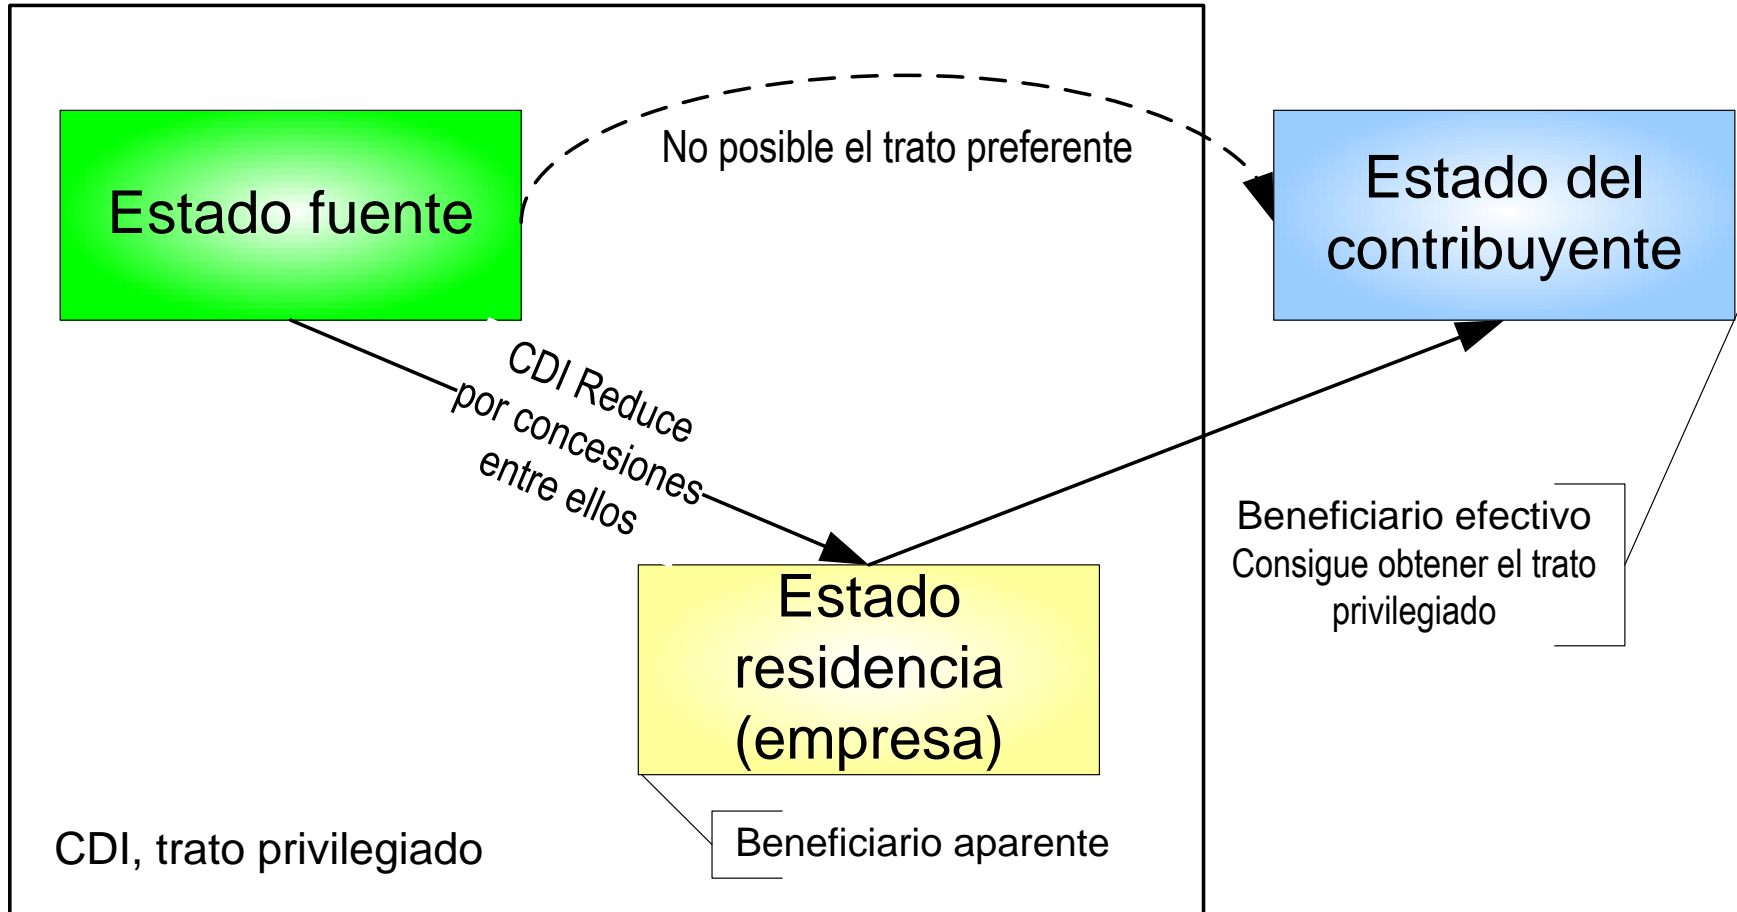 No posible el trato preferente
Estado fuente
Estado del
contribuyente
CDI Reduce
por concesiones
entre ellos
Beneficiario efectivo
Consigue obtener el trato
privilegiado
Estado
residencia
(empresa)
Beneficiario aparente
CDI, trato privilegiado